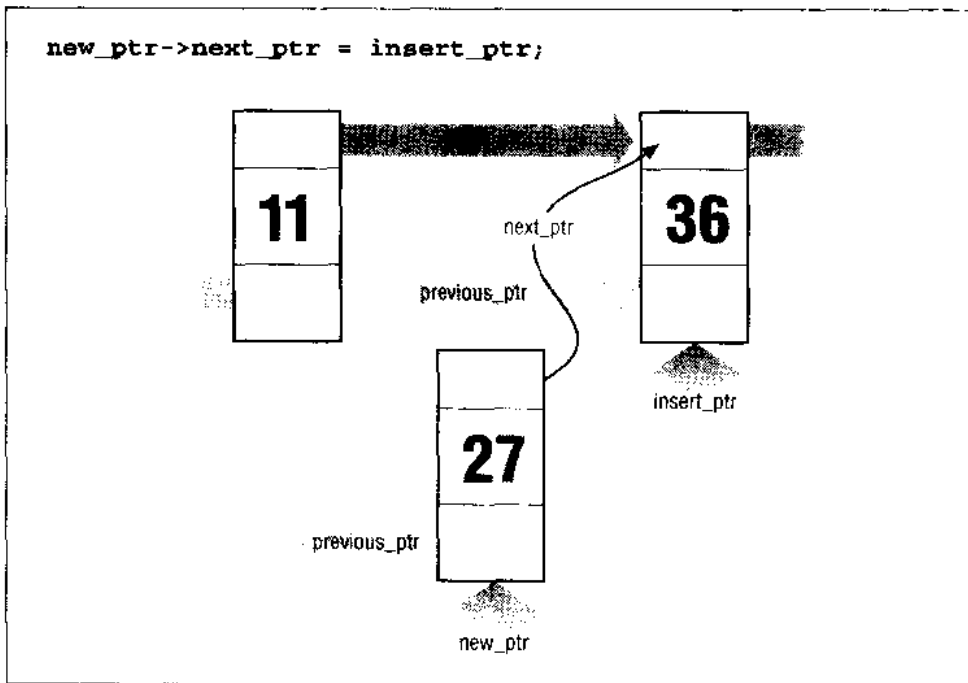 new_ptr->next_ptr = insert_ptr;
11
36
next_ptr
previous_ptr
insert_ptr
27
previous_ptr
new_ptr